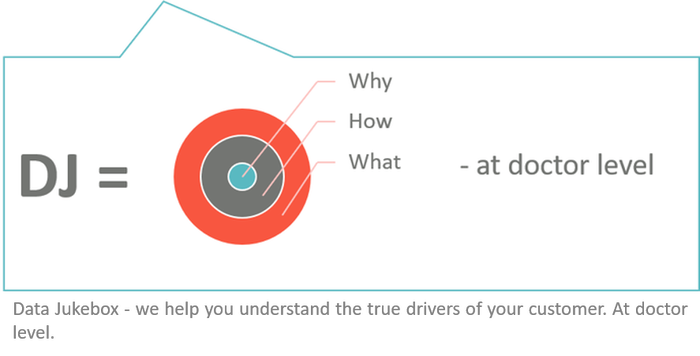 Why
How
DJ =
What
- at doctor level
Data Jukebox - we help you understand the true drivers of your customer. At doctor
level.